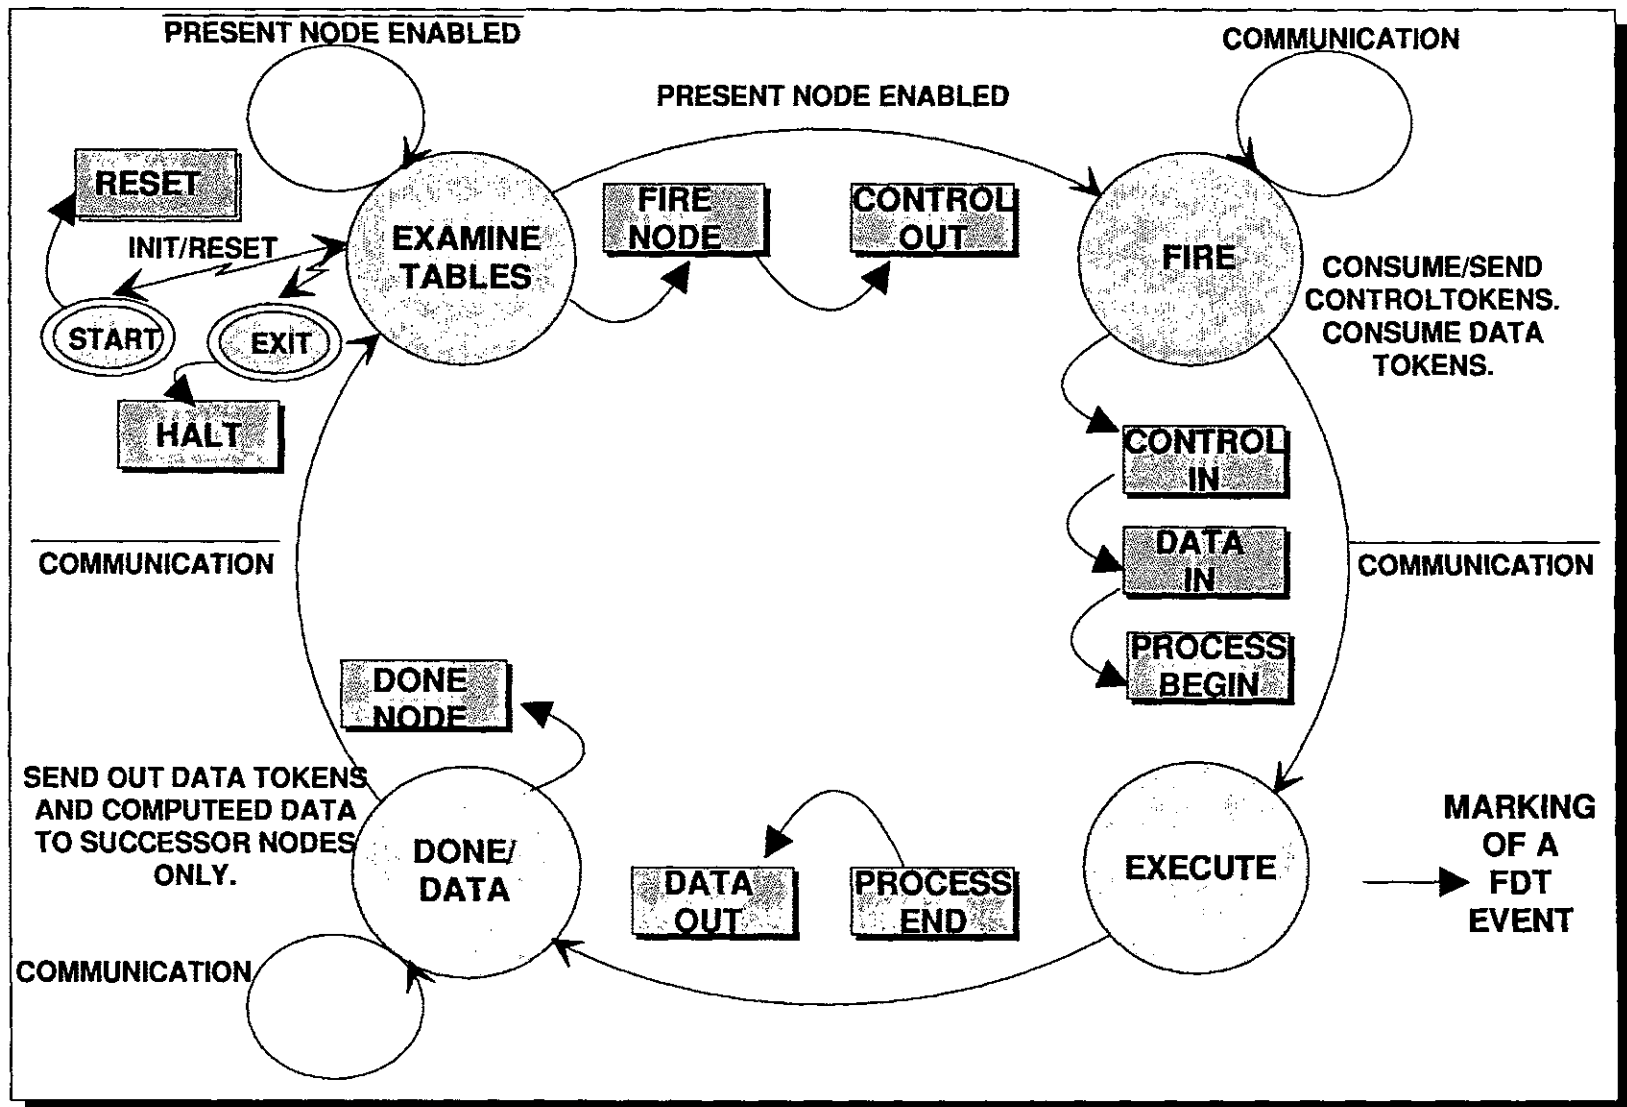 PRESENT NODE ENABLED
COMMUNICATION
PRESENT NODE ENABLED
RESET
FIRE
NODE
CONTROL
OUT
INIT/RESET
EXAMINE
TABLES
FIRE
CONSUME/SEND
CONTROLTOKENS.
CONSUME DATA
TOKENS.
START
EXIT
HALT
CONTROL
IN
DATA
IN
COMMUNICATION
COMMUNICATION
PROCESS
BEGIN
DONE
NODE
SEND OUT DATA TOKENS
AND COMPUTEED DATA
TO SUCCESSOR NODES
ONLY.
DONE/
DATA
DATA
OUT
PROCESS
END
EXECUTE
MARKING
OF A
FDT
EVENT
COMMUNICATION